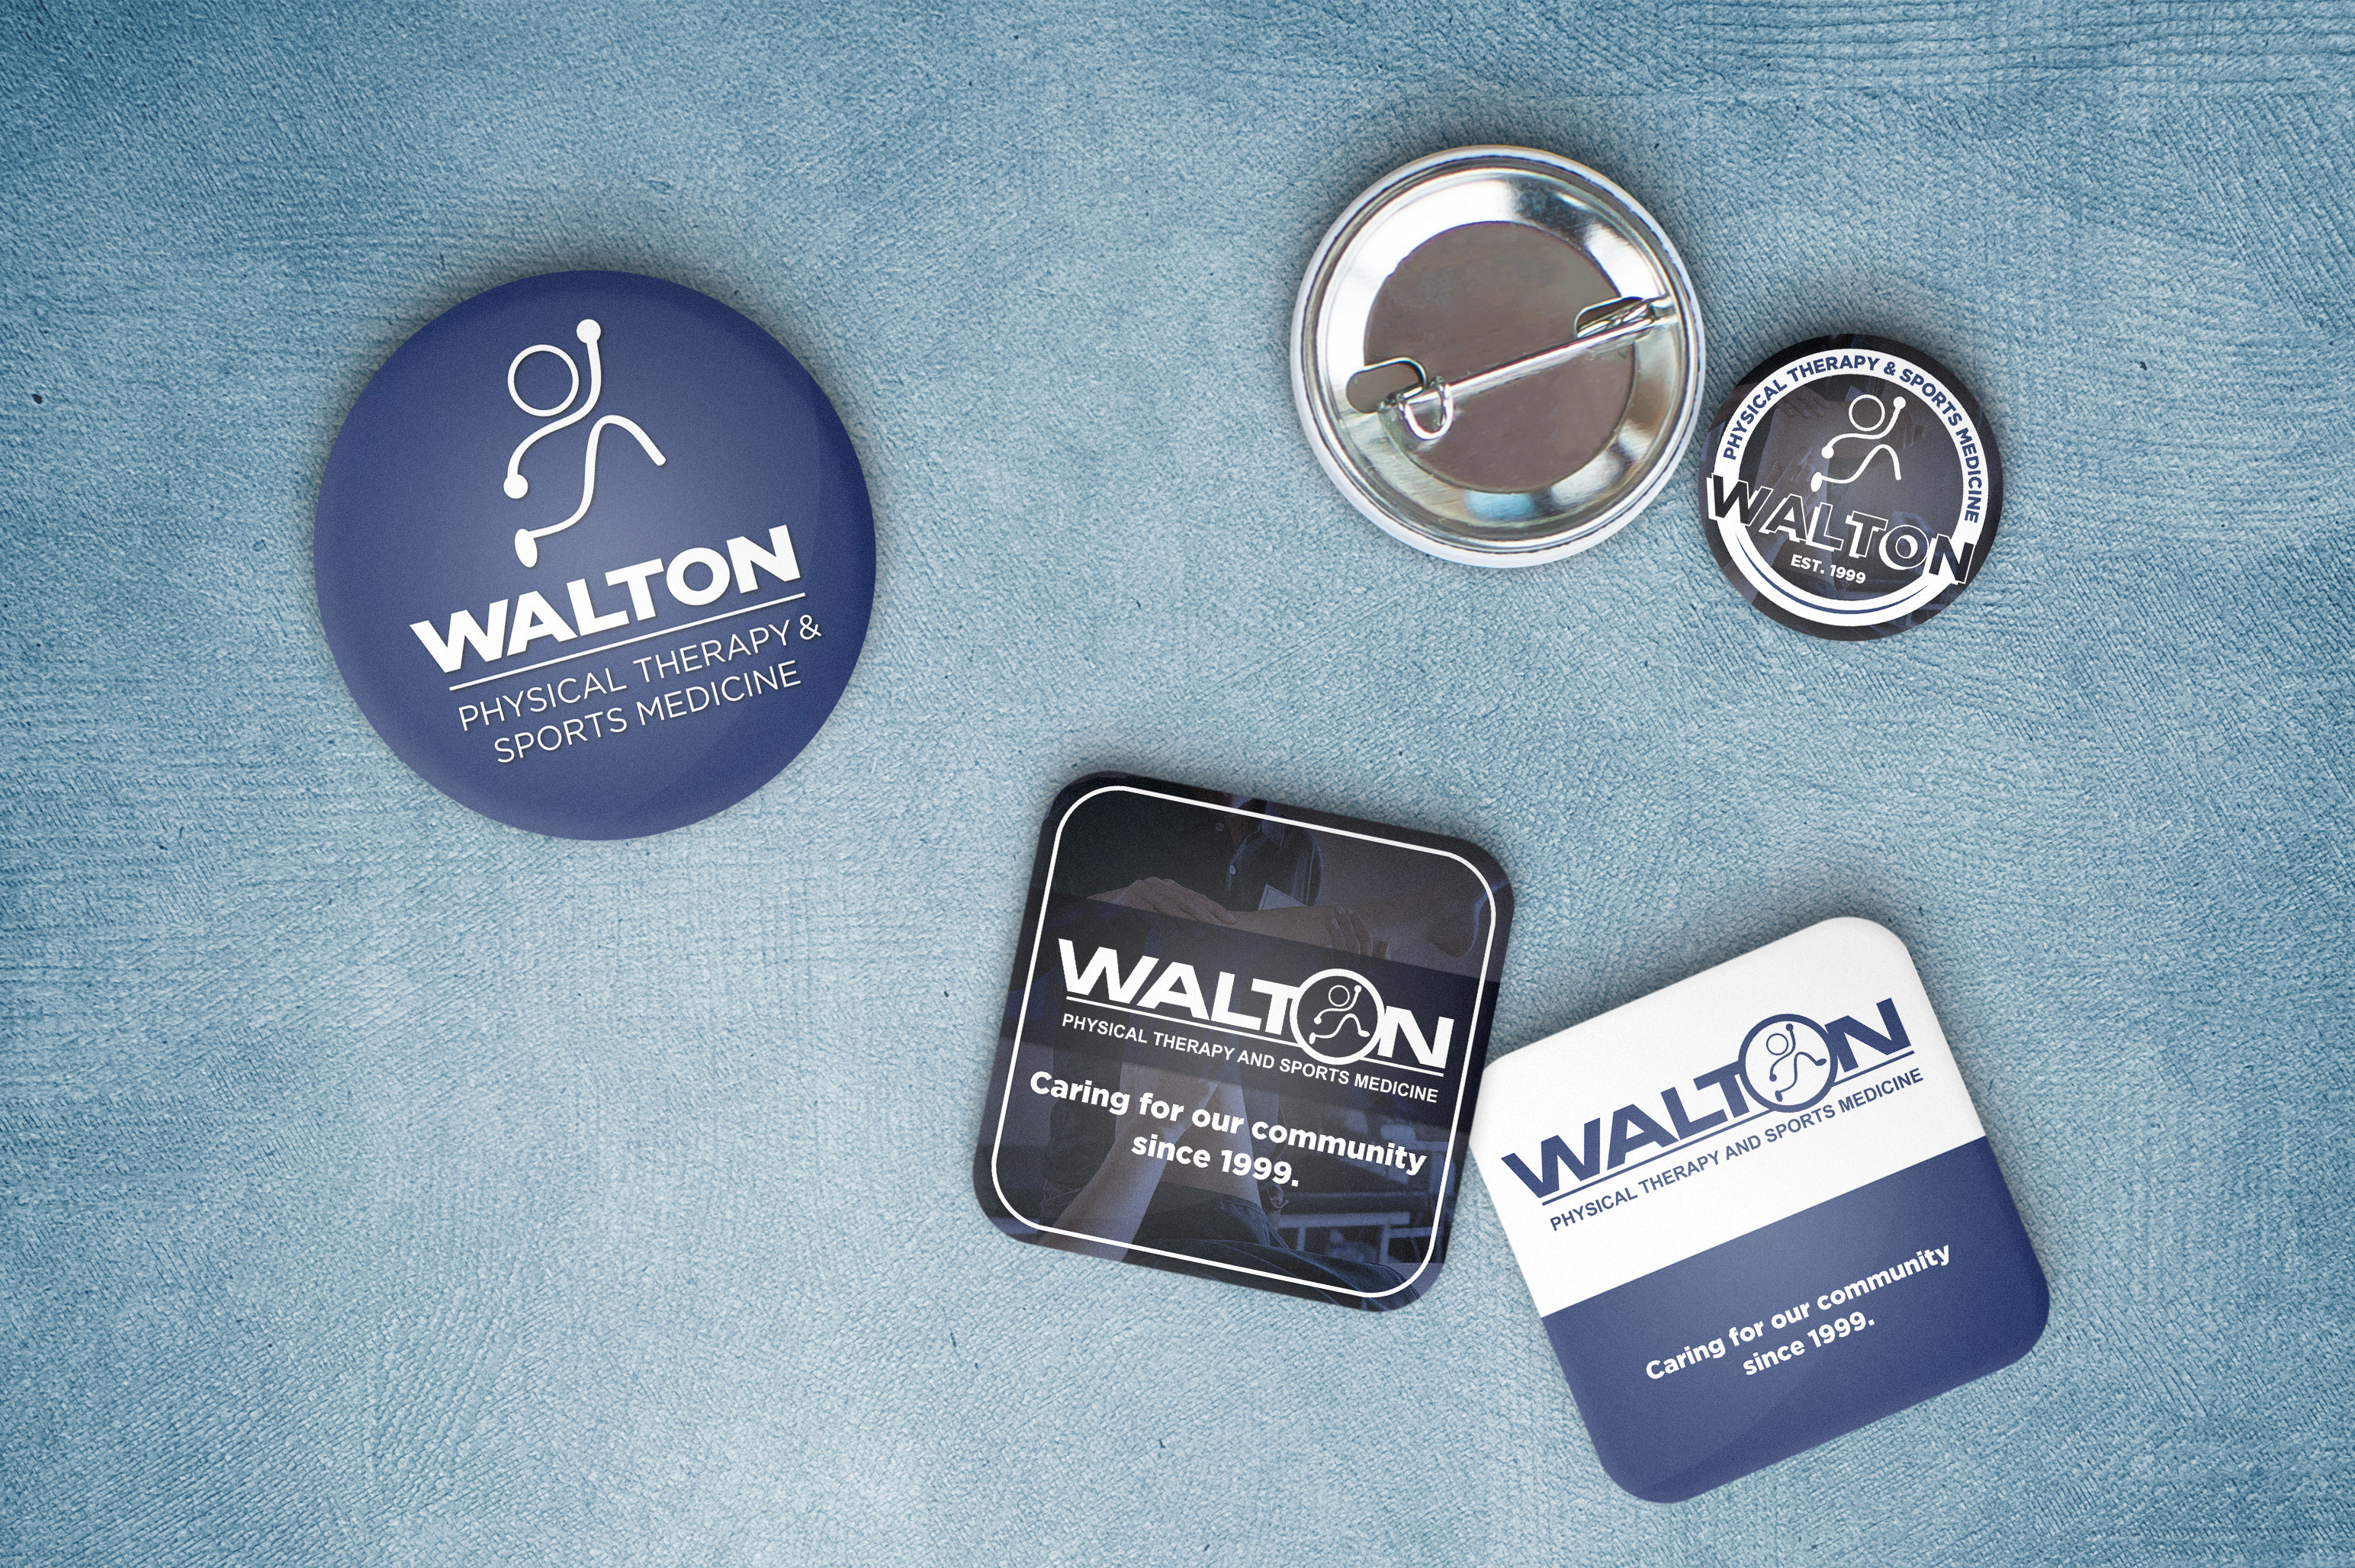 WALTON
PHYSICAL THERAPY &
SPORTS MEDICINE
PHYSICAL THERAPY & SPORTS MEDICINE
WALTON
EST. 1999
WALTON
PHYSICAL THERAPY AND SPORTS MEDICINE
Caring for our community
since 1999.
WALTON
PHYSICAL THERAPY AND SPORTS MEDICINE
Caring for our community
since 1999.